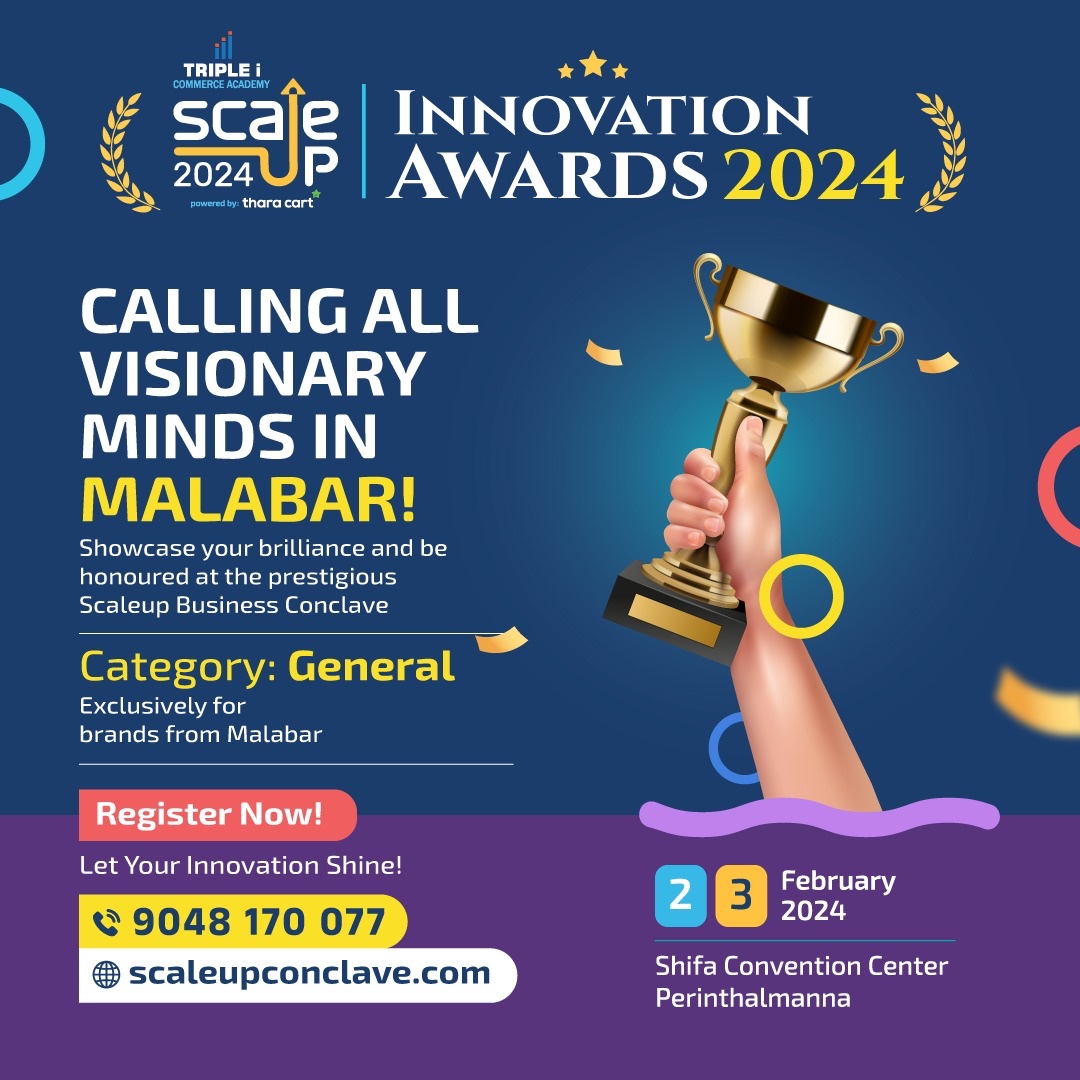 TRIPLE i
COMMERCE ACADEMY
scale
UP
2024
powered by: thara cart
INNOVATION
AWARDS 2024
CALLING ALL
VISIONARY
MINDS IN
MALABAR!
Showcase your brilliance and be
honoured at the prestigious
Scaleup Business Conclave
Category: General
Exclusively for
brands from Malabar
Register Now!
Let Your Innovation Shine!
9048 170 077
scaleupconclave.com
2 3 February
2024
Shifa Convention Center
Perinthalmanna